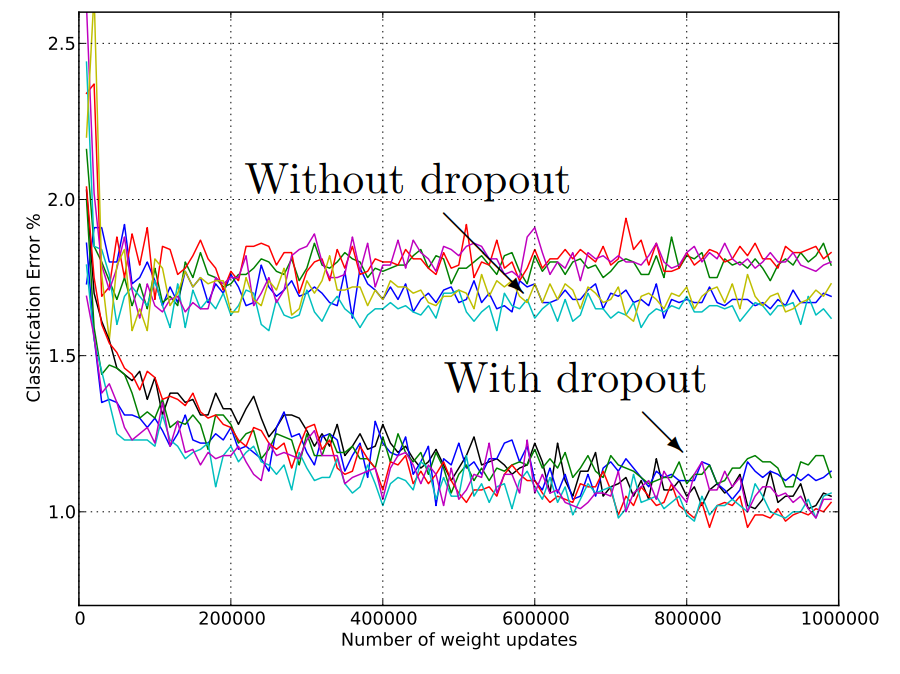 2.5
2.0
Without dropout
1.5
With dropout
1.0
Classification Error %
0 200000 400000 600000 800000 1000000
Number of weight updates